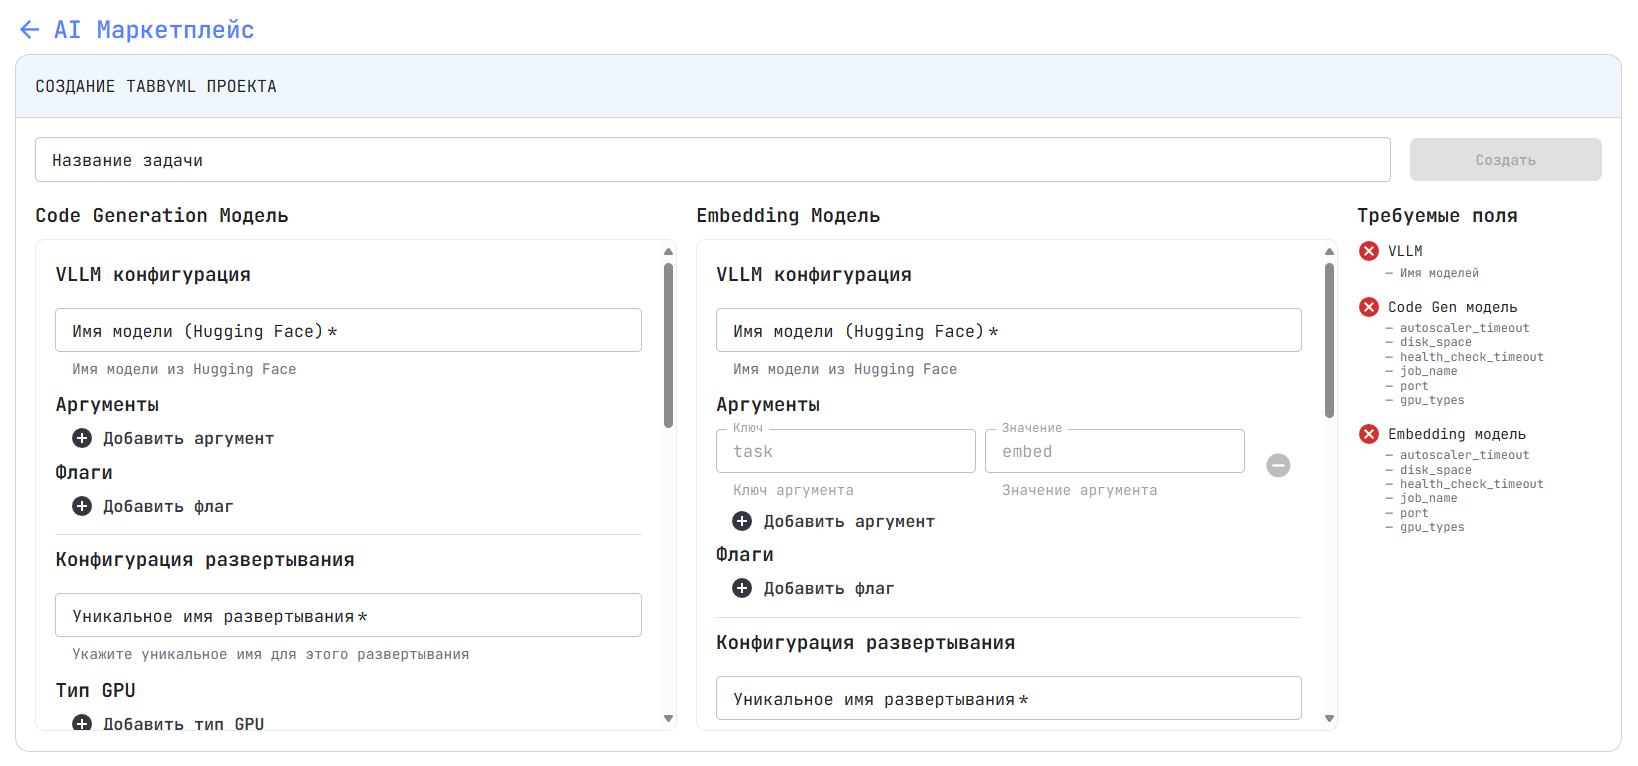 AI Маркетплейс
СОЗДАНИЕ TABBYML ПРОЕКТА
Название задачи
Создать
Code Generation Модель
VLLM конфигурация
Имя модели (Hugging Face)*
Имя модели из Hugging Face
Аргументы
Добавить аргумент
Флаги
Добавить флаг
Конфигурация развертывания
Уникальное имя развертывания*
Укажите уникальное имя для этого развертывания
Тип GPU
Добавить тип GPU
Embedding Модель
VLLM конфигурация
Имя модели (Hugging Face)*
Имя модели из Hugging Face
Аргументы
Ключ Значение
task embed
Ключ аргумента Значение аргумента
Добавить аргумент
Флаги
Добавить флаг
Конфигурация развертывания
Уникальное имя развертывания*
Требуемые поля
VLLM
– Имя моделей
Code Gen модель
– autoscaler_timeout
– disk_space
– health_check_timeout
– job_name
– port
– gpu_types
Embedding модель
– autoscaler_timeout
– disk_space
– health_check_timeout
– job_name
– port
– gpu_types